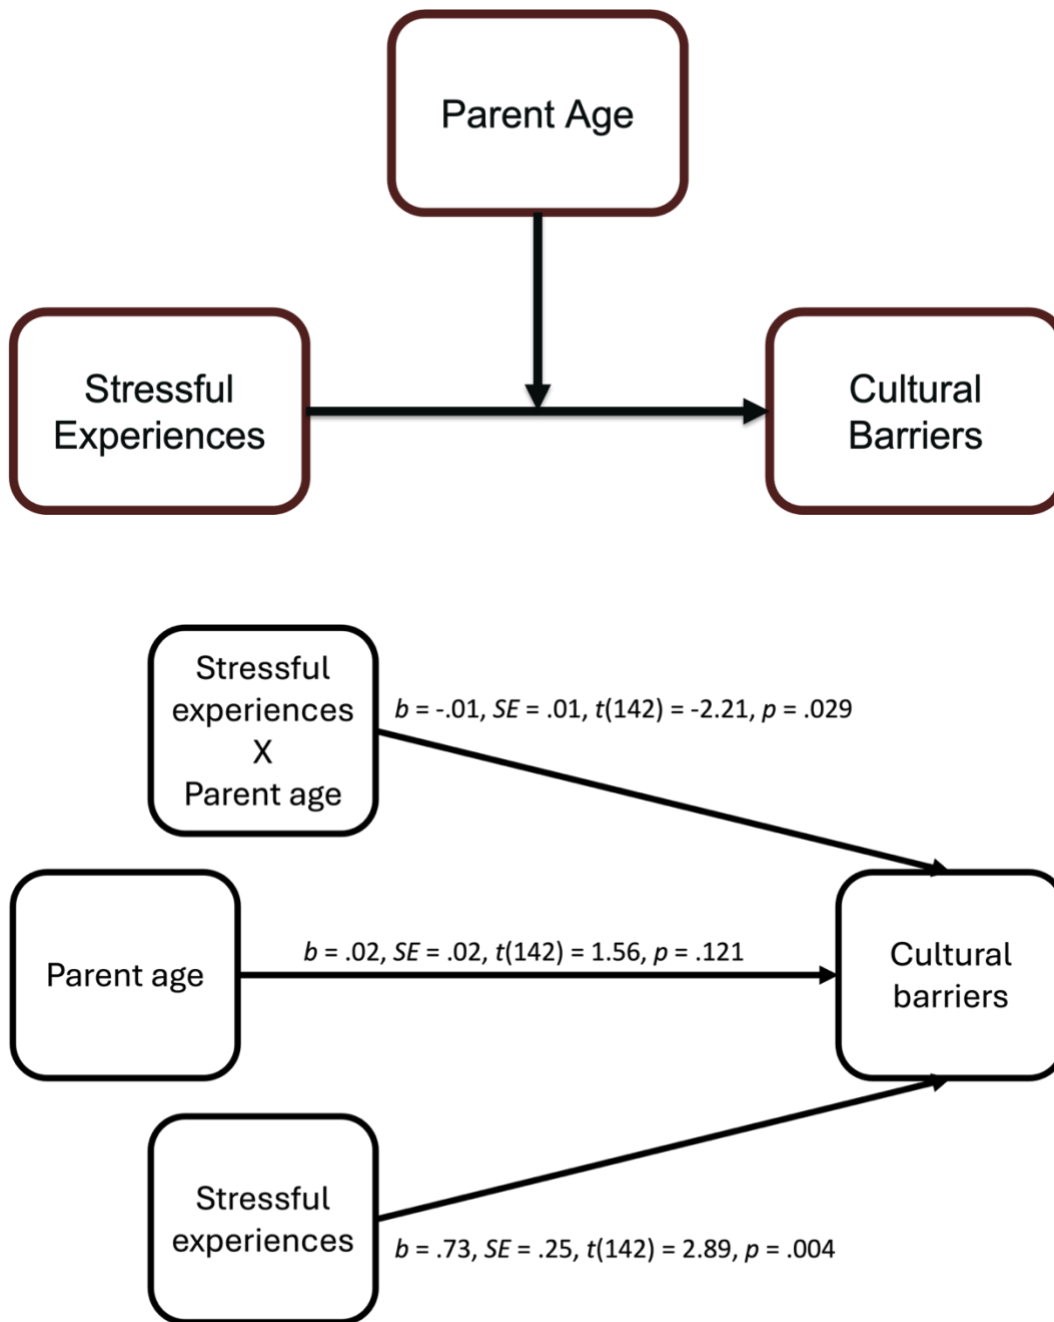 Parent Age
Stressful
Experiences
Cultural
Barriers
Stressful
experiences
X
Parent age
b = -.01, SE = .01, t(142) = -2.21, p = .029
Parent age
b = .02, SE = .02, t(142) = 1.56, p = .121
Cultural
barriers
Stressful
experiences
b = .73, SE = .25, t(142) = 2.89, p = .004